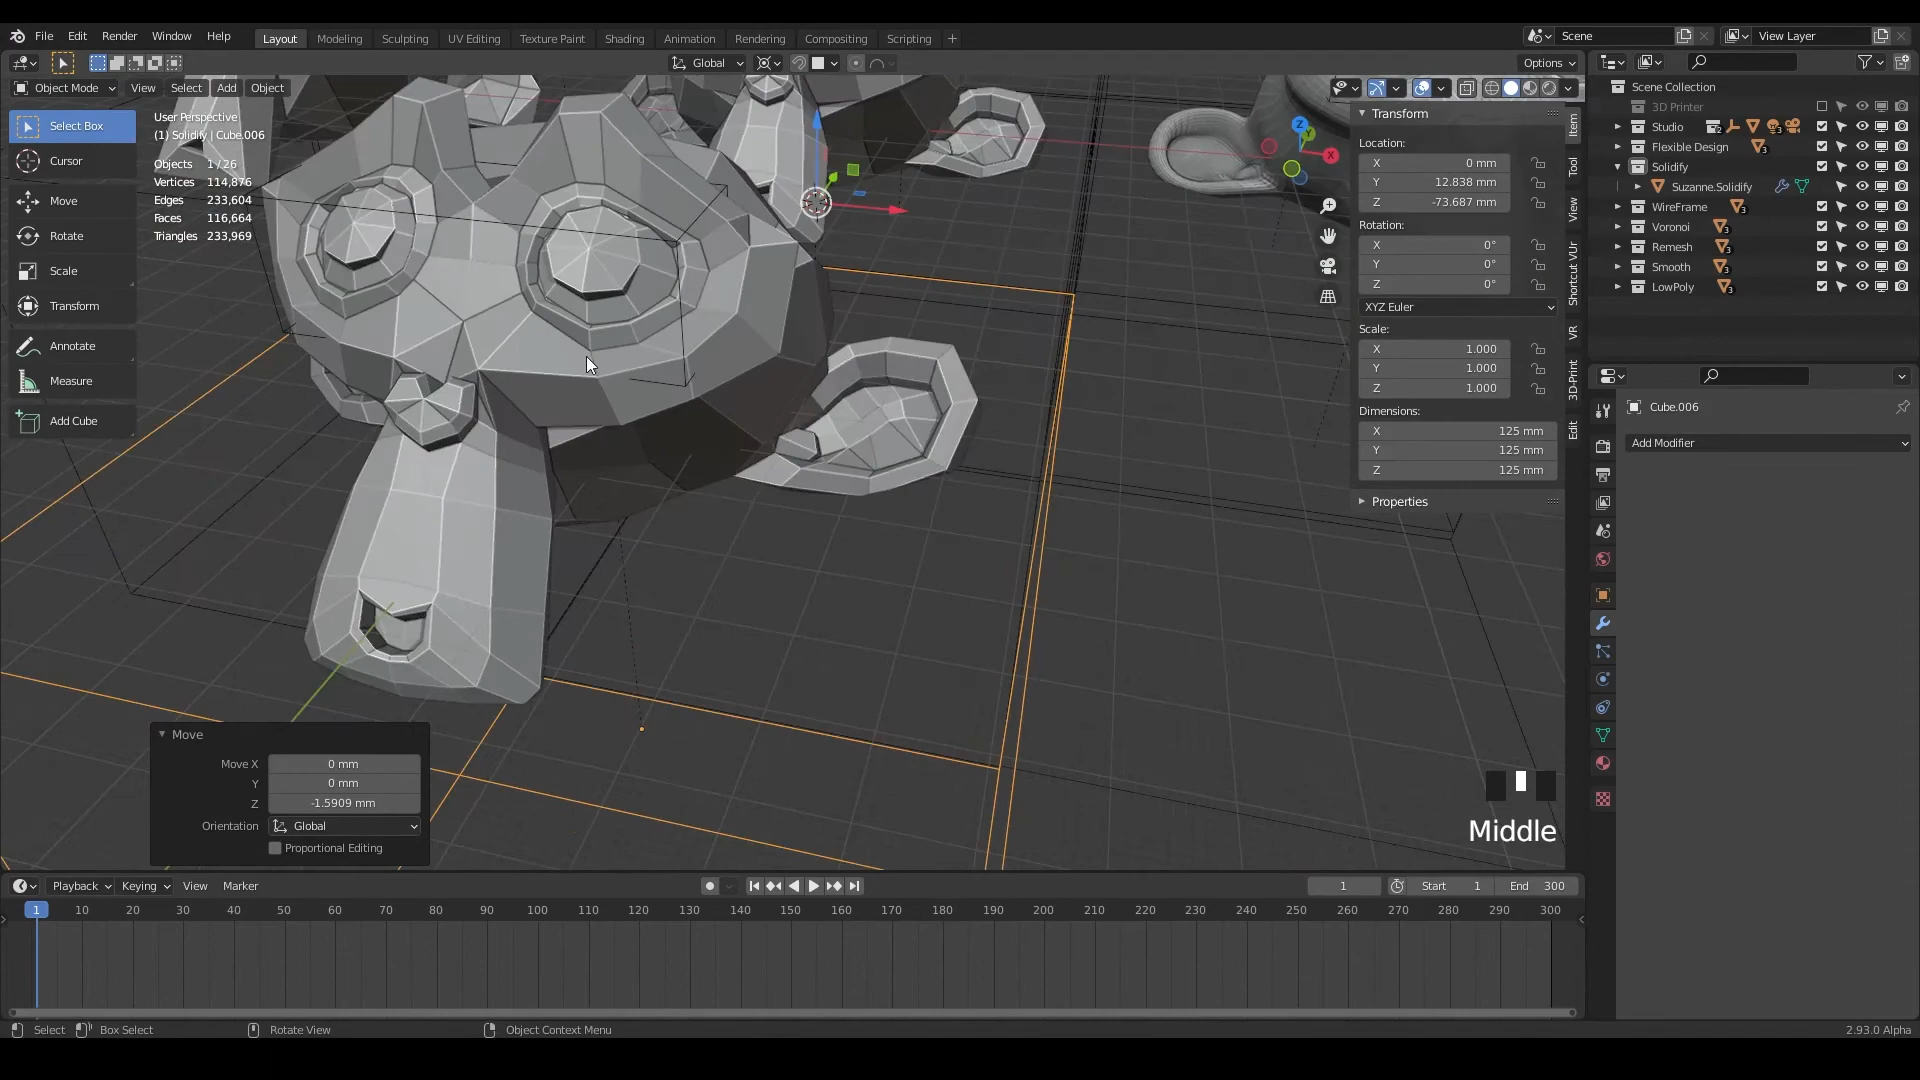 File Edit Render Window Help Layout Modeling Sculpting UV Editing Texture Paint Shading Animation Rendering Compositing Scripting + Scene View Layer
Global Options
Object Mode View Select Add Object
Select Box
Cursor
Move
Rotate
Scale
Transform
Annotate
Measure
Add Cube
User Perspective
(1) Solidify | Cube.006
Objects 1 / 26
Vertices 114,876
Edges 233,604
Faces 116,664
Triangles 233,969
Z
Y
X
Transform
Location:
X 0 mm
Y 12.838 mm
Z -73.687 mm
Rotation:
X 0°
Y 0°
Z 0°
XYZ Euler
Scale:
X 1.000
Y 1.000
Z 1.000
Dimensions:
X 125 mm
Y 125 mm
Z 125 mm
Properties
Item
Tool
View
Shortcut VUr
VR
3D-Print
Edit
Scene Collection
3D Printer
Studio 2 3
Flexible Design 3
Solidify
Suzanne.Solidify
WireFrame 3
Voronoi 3
Remesh 3
Smooth 3
LowPoly 3
Cube.006
Add Modifier
Move
Move X 0 mm
Y 0 mm
Z -1.5909 mm
Orientation Global
Proportional Editing
Middle
Playback Keying View Marker 1 Start 1 End 300
1 10 20 30 40 50 60 70 80 90 100 110 120 130 140 150 160 170 180 190 200 210 220 230 240 250 260 270 280 290 300
Select Box Select Rotate View Object Context Menu 2.93.0 Alpha